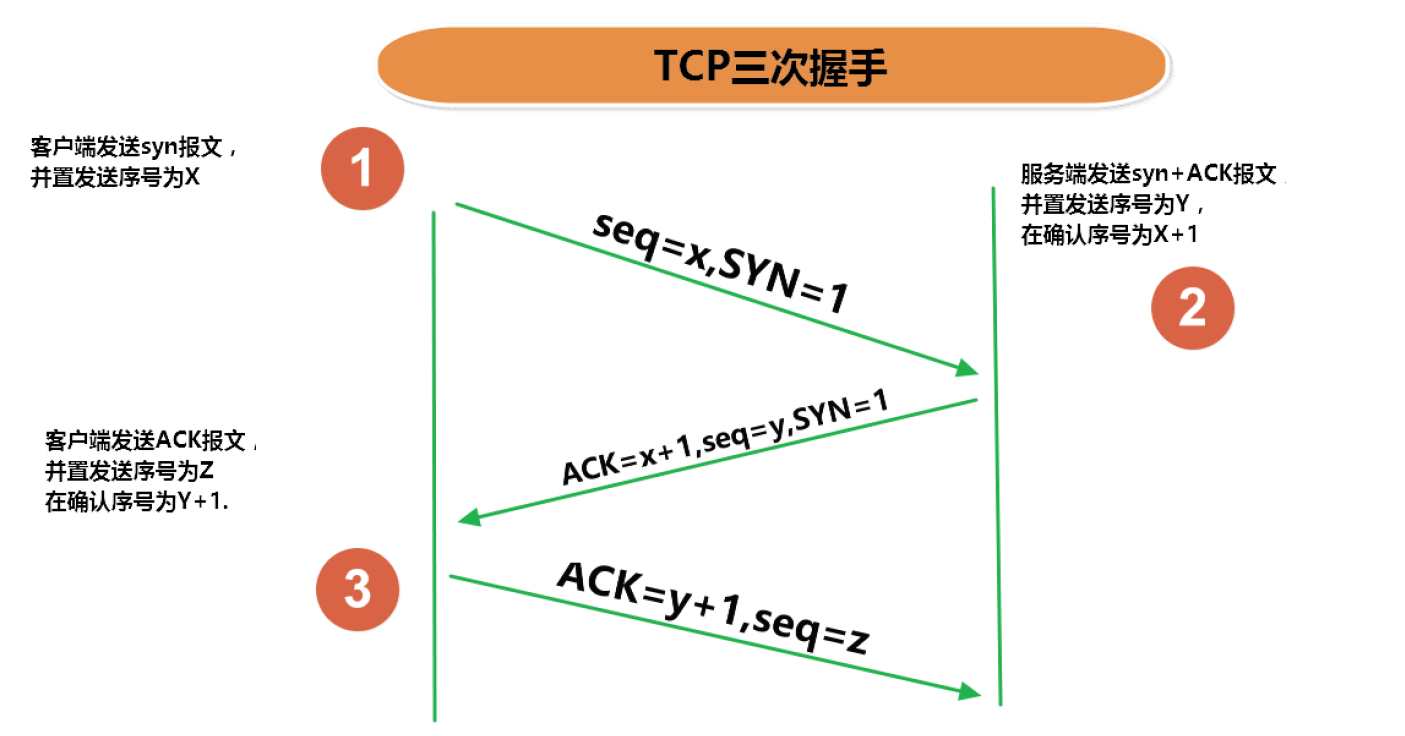 TCP三次握手
客户端发送syn报文，
并置发送序号为X
1
服务端发送syn+ACK报文
并置发送序号为Y，
在确认序号为X+1
seq=x,SYN=1
2
ACK=x+1,seq=y,SYN=1
客户端发送ACK报文，
并置发送序号为Z
在确认序号为Y+1.
3
ACK=y+1,seq=z